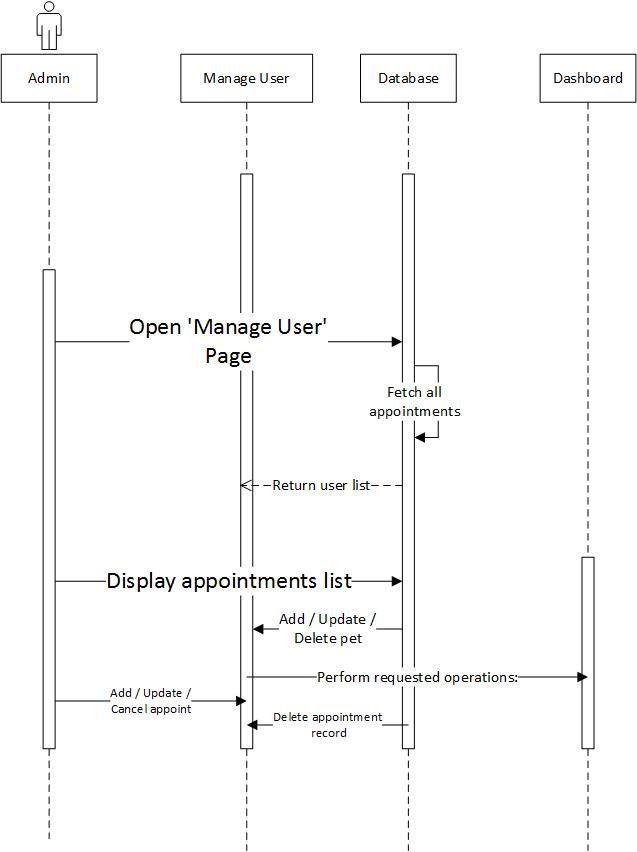 Admin
Manage User
Database
Dashboard
Open 'Manage User'
Page
Fetch all
appointments
Return user list
Display appointments list
Add / Update /
Delete pet
Perform requested operations:
Add / Update /
Cancel appoint
Delete appointment
record